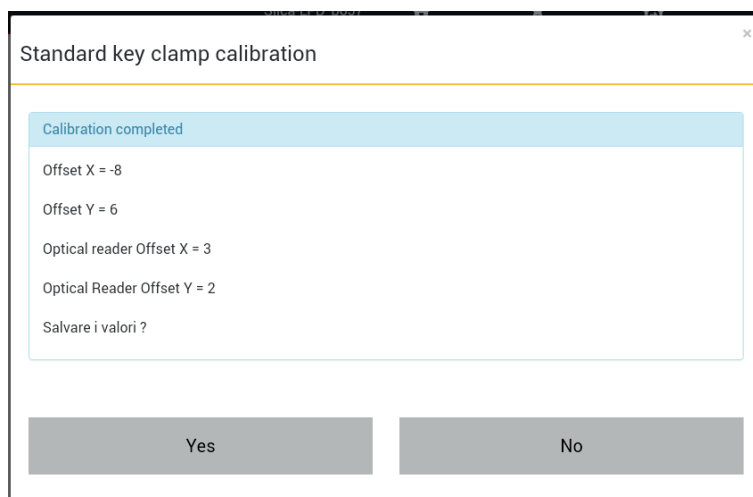 Standard key clamp calibration
×
Calibration completed
Offset X = -8
Offset Y = 6
Optical reader Offset X = 3
Optical Reader Offset Y = 2
Salvare i valori ?
Yes
No